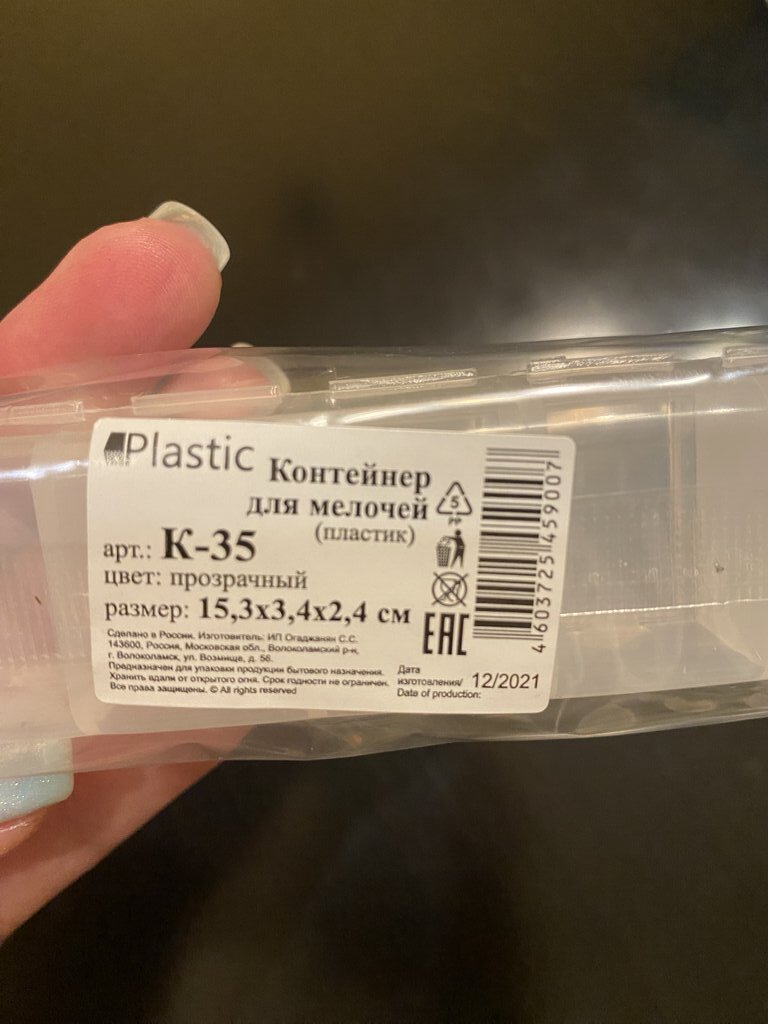 Plastic
Контейнер
для мелочей
(пластик)
арт.: К-35
цвет: прозрачный
размер: 15,3х3,4х2,4 см
Сделано в России. Изготовитель: ИП Огаджанян С.С.
143600, Россия, Московская обл., Волоколамский р-н,
г. Волоколамск, ул. Возмище, д. 56.
Предназначен для упаковки продукции бытового назначения.
Хранить вдали от открытого огня. Срок годности не ограничен.
Все права защищены. © All rights reserved
5
PP
EAC
Дата
изготовления/
Date of production:
12/2021
4 603725 459007